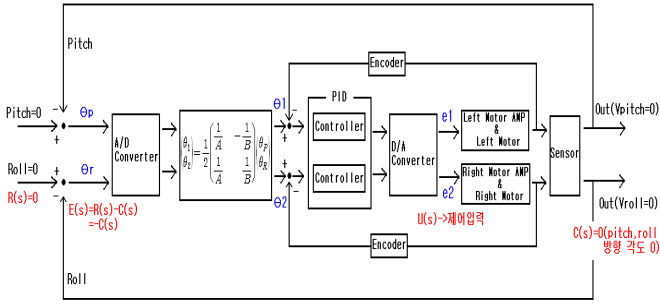 Pitch
Encoder
Pitch=0
θp
A/D
Converter
(θ1 θ2) = 1/2 (1/A -1/B 1/A 1/B) (θP θR)
θ1
PID
Controller
Controller
D/A
Converter
e1
Left Motor AMP
&
Left Motor
Sensor
Out(Vpitch=0)
Roll=0
R(s)=0
θr
E(s)=R(s)-C(s)
=-C(s)
θ2
e2
Right Motor AMP
&
Right Motor
U(s)->제어입력
Out(Vroll=0)
C(s)=0(pitch,roll
방향 각도 0)
Encoder
Roll